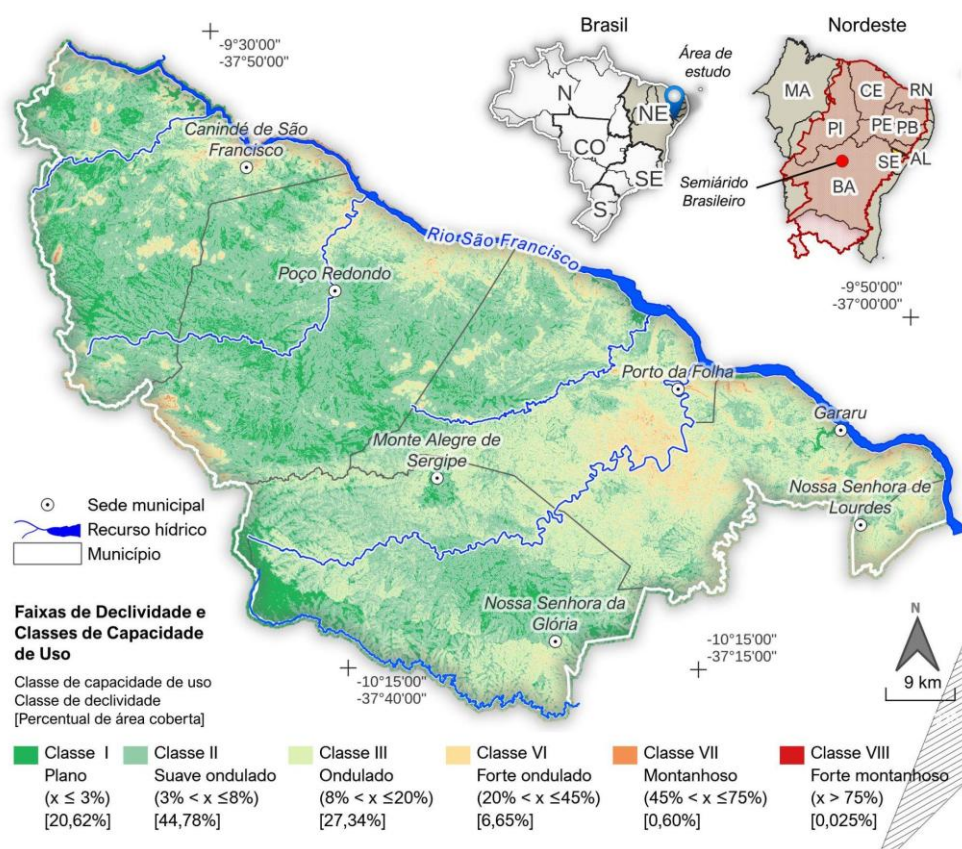 Brasil
Nordeste
-9°30'00"
-37°50'00"
Área de
estudo
N
NE
CO
SE
S
MA
CE
RN
PI
PE
PB
SE
AL
BA
Semiárido
Brasileiro
Canindé de São
Francisco
Rio São Francisco
Poço Redondo
-9°50'00"
-37°00'00"
Porto da Folha
Gararu
Monte Alegre de
Sergipe
Nossa Senhora de
Lourdes
Sede municipal
Recurso hídrico
Município
Nossa Senhora da
Glória
Faixas de Declividade e
Classes de Capacidade
de Uso
Classe de capacidade de uso
Classe de declividade
[Percentual de área coberta]
-10°15'00"
-37°40'00"
-10°15'00"
-37°15'00"
N
9 km
Classe I
Plano
(x ≤ 3%)
[20,62%]
Classe II
Suave ondulado
(3% < x ≤8%)
[44,78%]
Classe III
Ondulado
(8% < x ≤20%)
[27,34%]
Classe VI
Forte ondulado
(20% < x ≤45%)
[6,65%]
Classe VII
Montanhoso
(45% < x ≤75%)
[0,60%]
Classe VIII
Forte montanhoso
(x > 75%)
[0,025%]